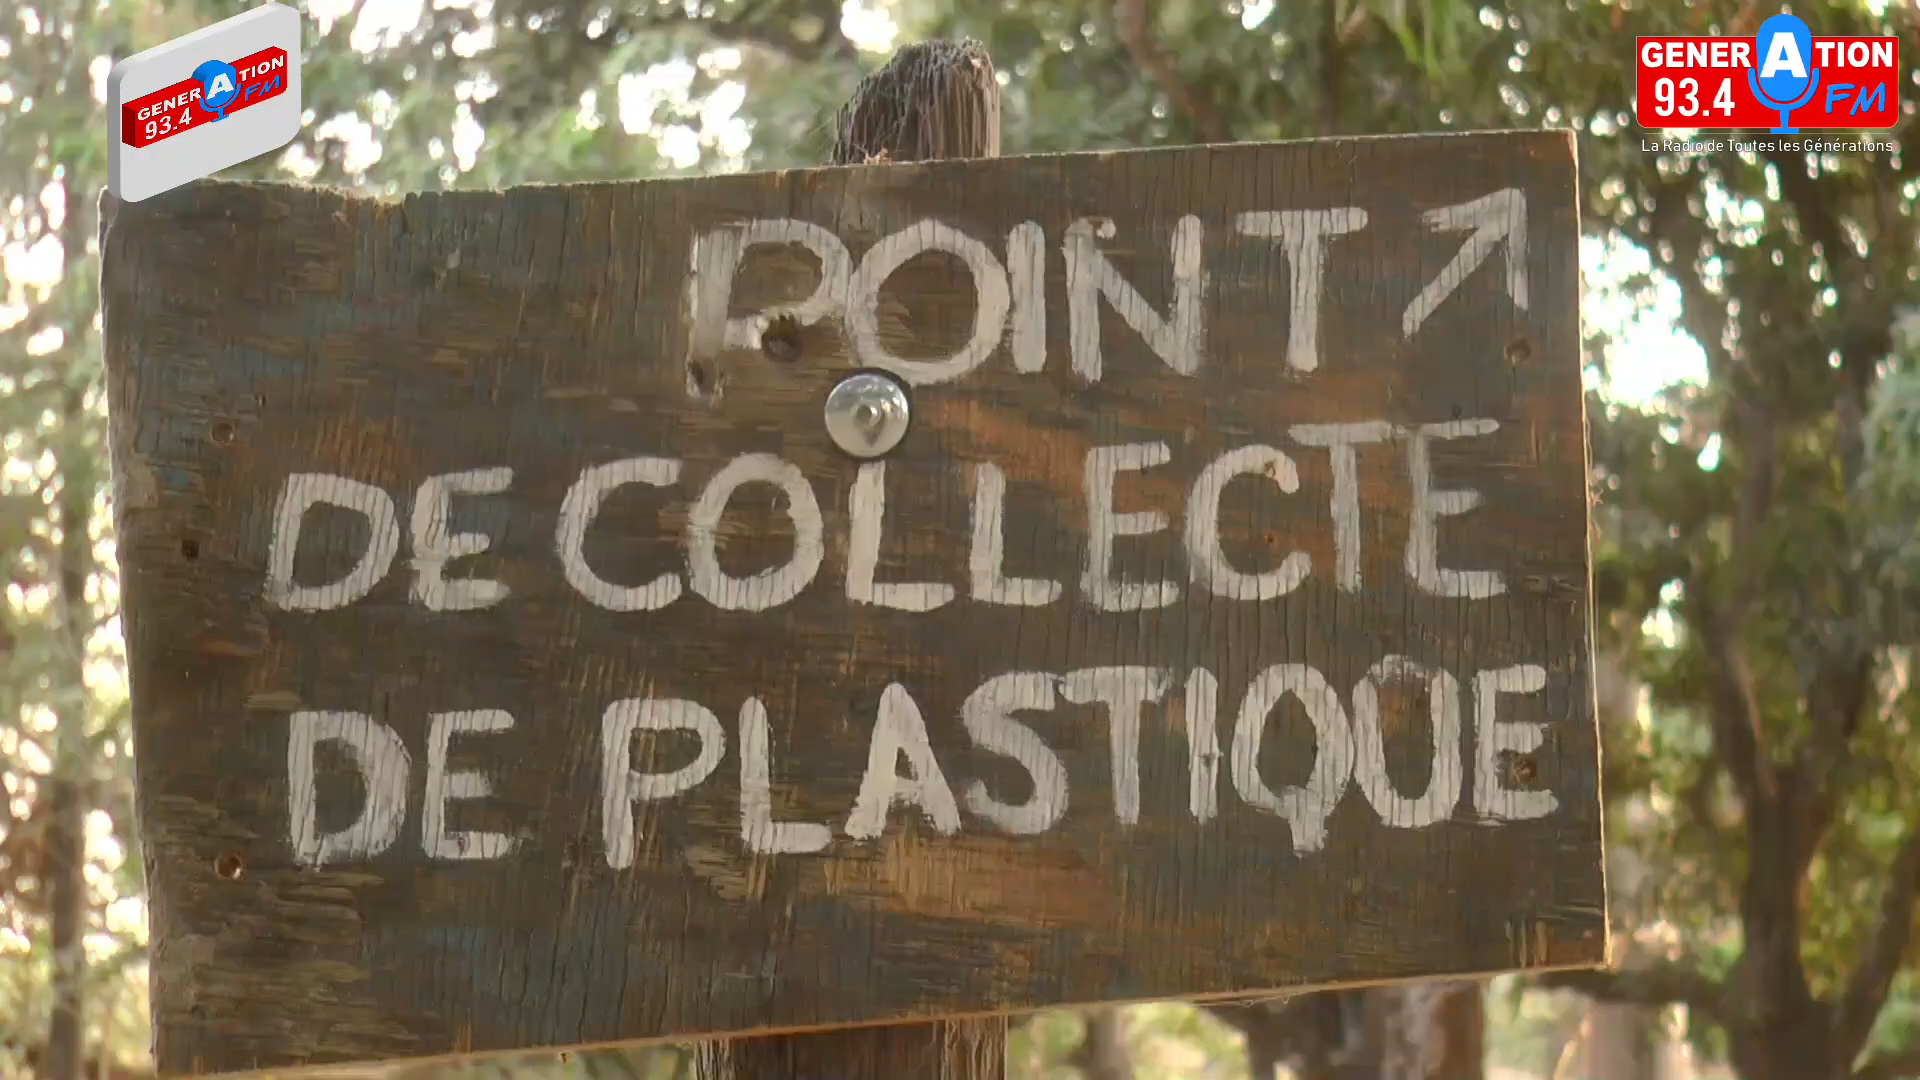 GENERATION
93.4 FM
GENERATION
93.4 FM
La Radio de Toutes les Générations
POINT ↗
DE COLLECTE
DE PLASTIQUE